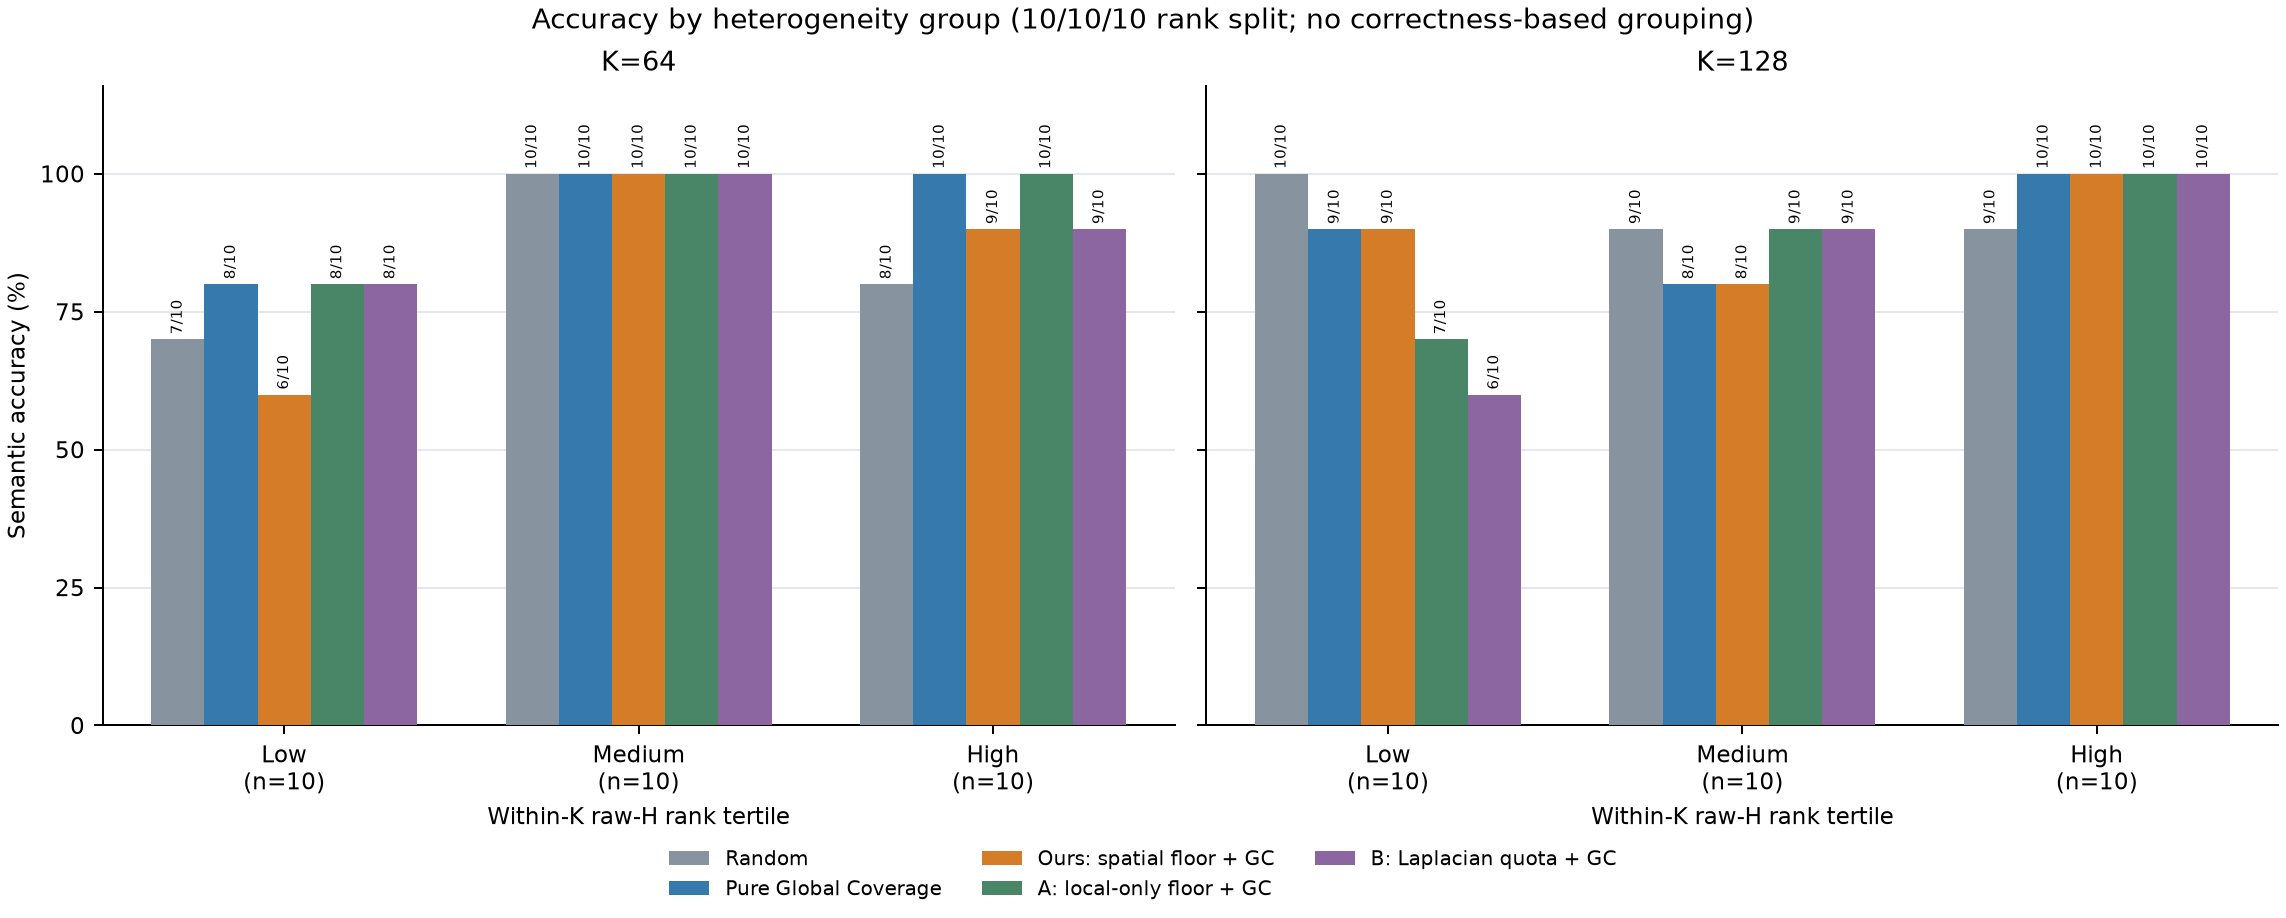 Accuracy by heterogeneity group (10/10/10 rank split; no correctness-based grouping)
K=64
K=128
Semantic accuracy (%)
100
75
50
25
0
7/10
8/10
6/10
8/10
8/10
10/10
10/10
10/10
10/10
10/10
8/10
10/10
9/10
10/10
9/10
10/10
9/10
9/10
7/10
6/10
9/10
8/10
8/10
9/10
9/10
9/10
10/10
10/10
10/10
10/10
Low
(n=10)
Medium
(n=10)
High
(n=10)
Low
(n=10)
Medium
(n=10)
High
(n=10)
Within-K raw-H rank tertile
Within-K raw-H rank tertile
Random
Pure Global Coverage
Ours: spatial floor + GC
A: local-only floor + GC
B: Laplacian quota + GC